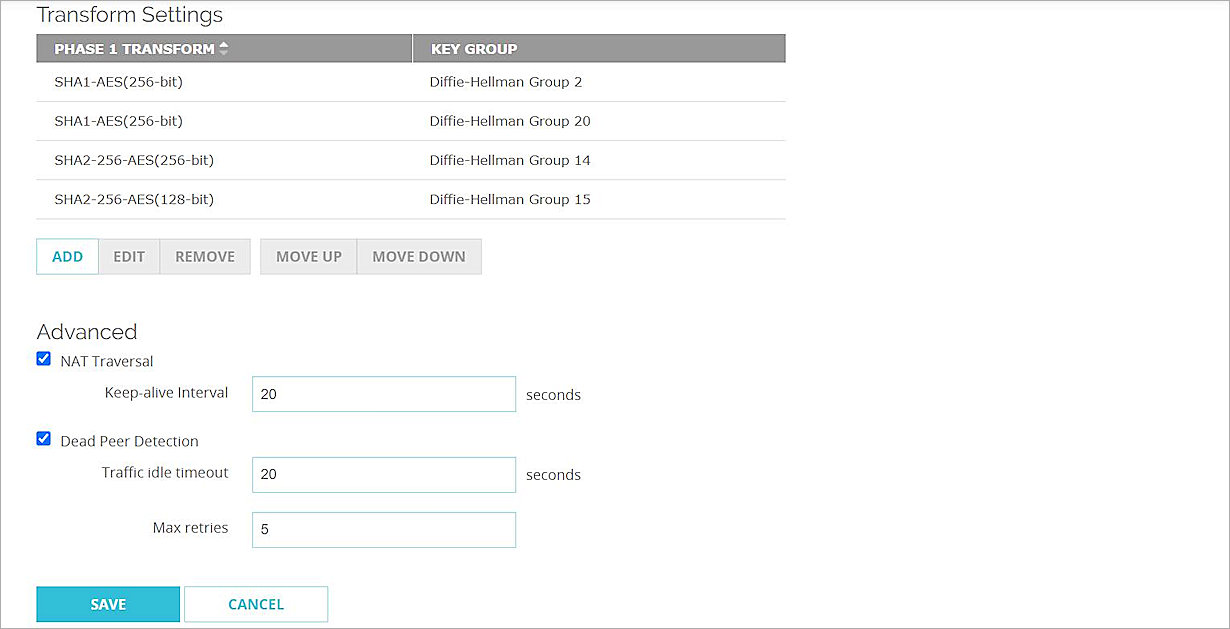 Transform Settings
PHASE 1 TRANSFORM KEY GROUP
SHA1-AES(256-bit) Diffie-Hellman Group 2
SHA1-AES(256-bit) Diffie-Hellman Group 20
SHA2-256-AES(256-bit) Diffie-Hellman Group 14
SHA2-256-AES(128-bit) Diffie-Hellman Group 15
ADD EDIT REMOVE MOVE UP MOVE DOWN
Advanced
NAT Traversal
Keep-alive Interval 20 seconds
Dead Peer Detection
Traffic idle timeout 20 seconds
Max retries 5
SAVE CANCEL